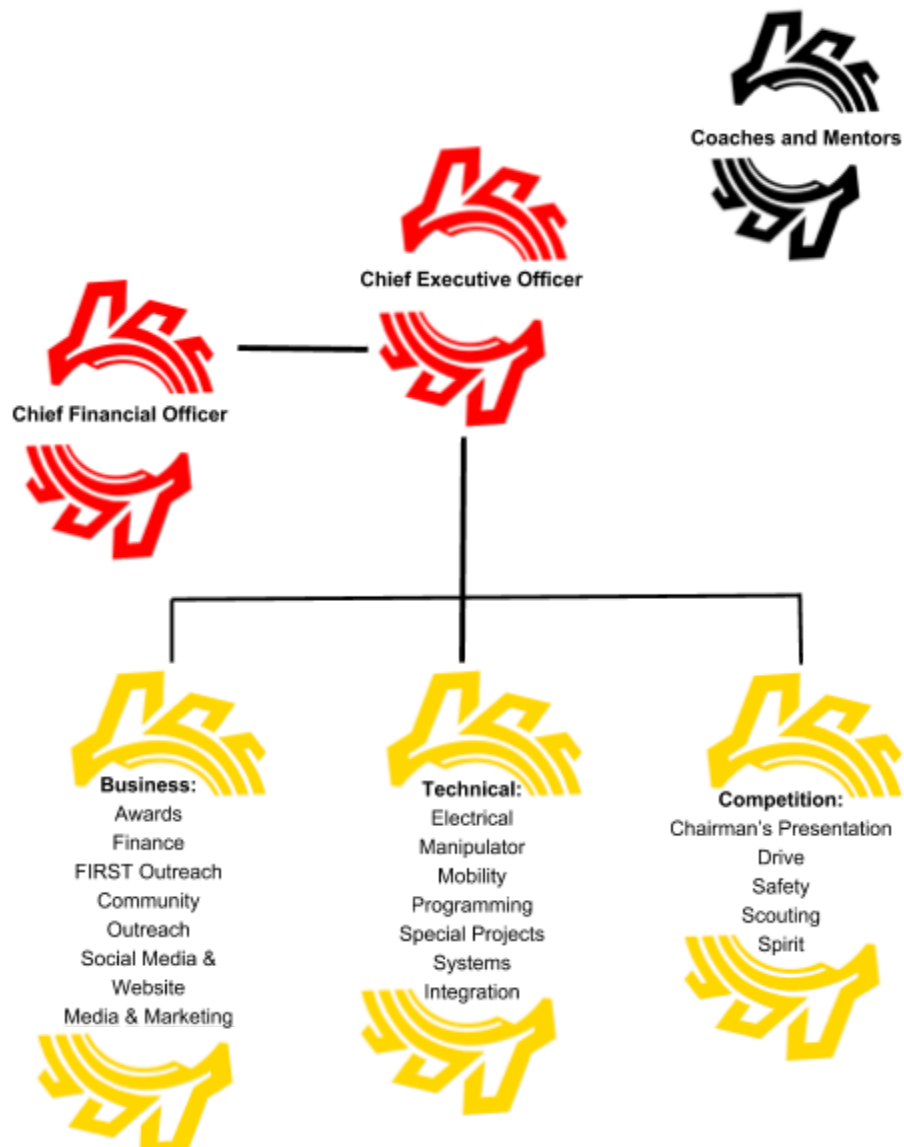 Coaches and Mentors
Chief Executive Officer
Chief Financial Officer
Business:
Awards
Finance
FIRST Outreach
Community
Outreach
Social Media &
Website
Media & Marketing
Technical:
Electrical
Manipulator
Mobility
Programming
Special Projects
Systems
Integration
Competition:
Chairman's Presentation
Drive
Safety
Scouting
Spirit